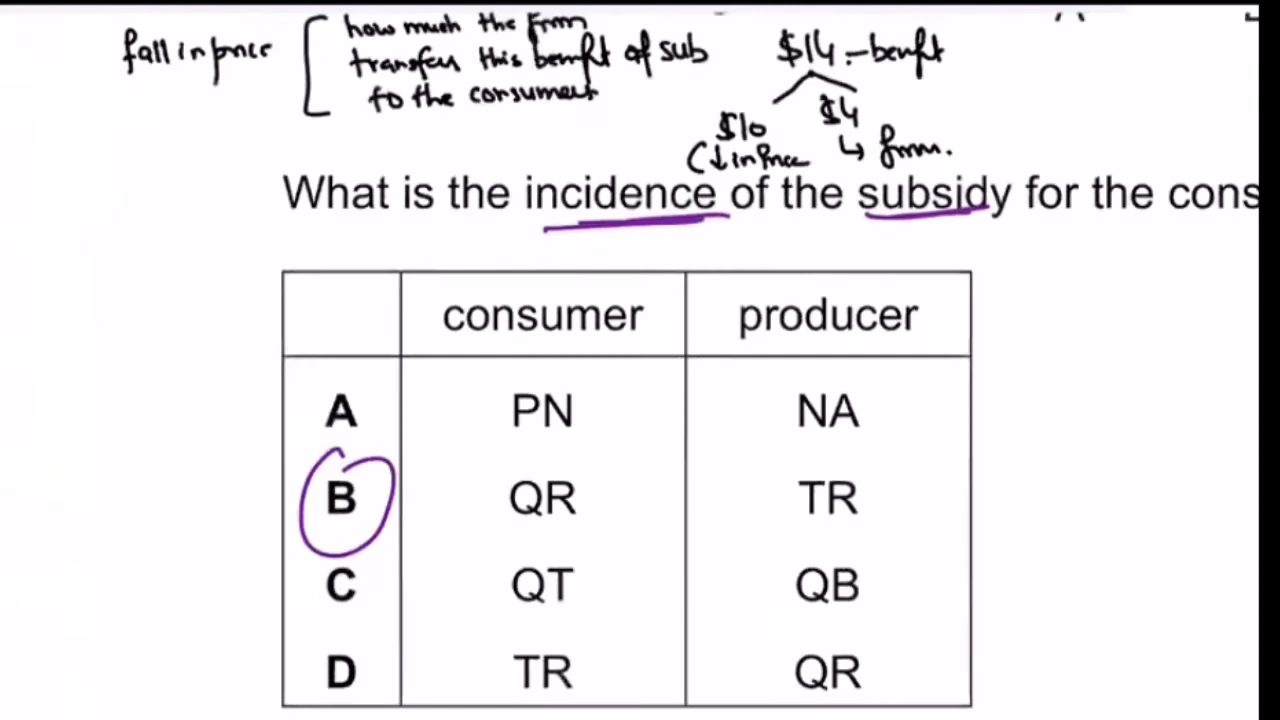 how much the firm
fall in price transfers this benefit of sub $14 - benefit
to the consumers
$10 $4
(↓ in price ↳ firm.
What is the incidence of the subsidy for the cons
consumer producer
A PN NA
B QR TR
C QT QB
D TR QR